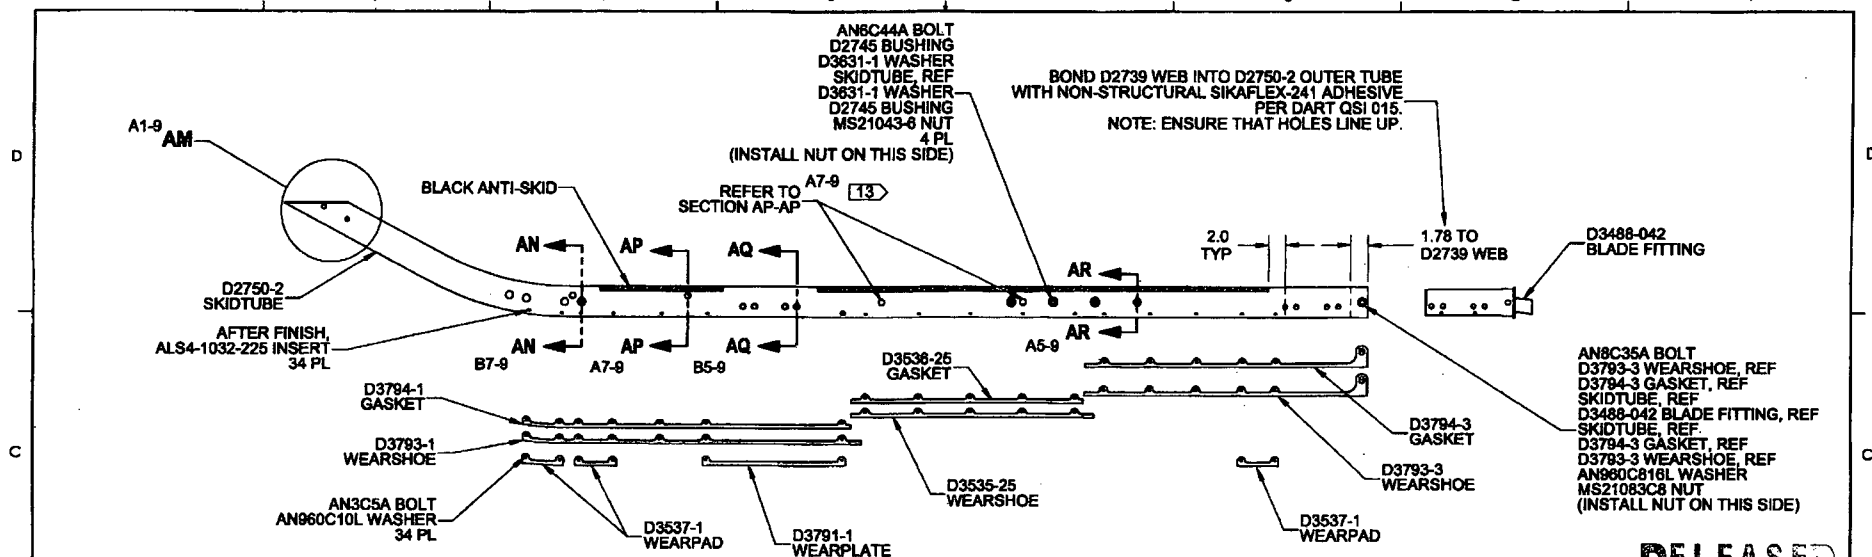 AN6C44A BOLT
D2745 BUSHING
D3631-1 WASHER
SKIDTUBE, REF
D3631-1 WASHER
D2745 BUSHING
MS21043-6 NUT
4 PL
(INSTALL NUT ON THIS SIDE)
BOND D2739 WEB INTO D2750-2 OUTER TUBE
WITH NON-STRUCTURAL SIKAFLEX-241 ADHESIVE
PER DART QSI 015.
NOTE: ENSURE THAT HOLES LINE UP.
A1-9
AM
D
D
BLACK ANTI-SKID
REFER TO
SECTION AP-AP
A7-9
13
AN
AP
AQ
AR
2.0
TYP
1.78 TO
D2739 WEB
D3488-042
BLADE FITTING
D2750-2
SKIDTUBE
AFTER FINISH,
ALS4-1032-225 INSERT
34 PL
AN
AP
AQ
AR
B7-9
A7-9
B5-9
A5-9
D3536-25
GASKET
D3794-1
GASKET
D3793-1
WEARSHOE
AN3C5A BOLT
AN960C10L WASHER
34 PL
D3537-1
WEARPAD
D3791-1
WEARPLATE
D3535-25
WEARSHOE
D3794-3
GASKET
D3793-3
WEARSHOE
D3537-1
WEARPAD
AN8C35A BOLT
D3793-3 WEARSHOE, REF
D3794-3 GASKET, REF
SKIDTUBE, REF
D3488-042 BLADE FITTING, REF
SKIDTUBE, REF.
D3794-3 GASKET, REF
D3793-3 WEARSHOE, REF
AN960C816L WASHER
MS21083C8 NUT
(INSTALL NUT ON THIS SIDE)
C
C
RELEASED